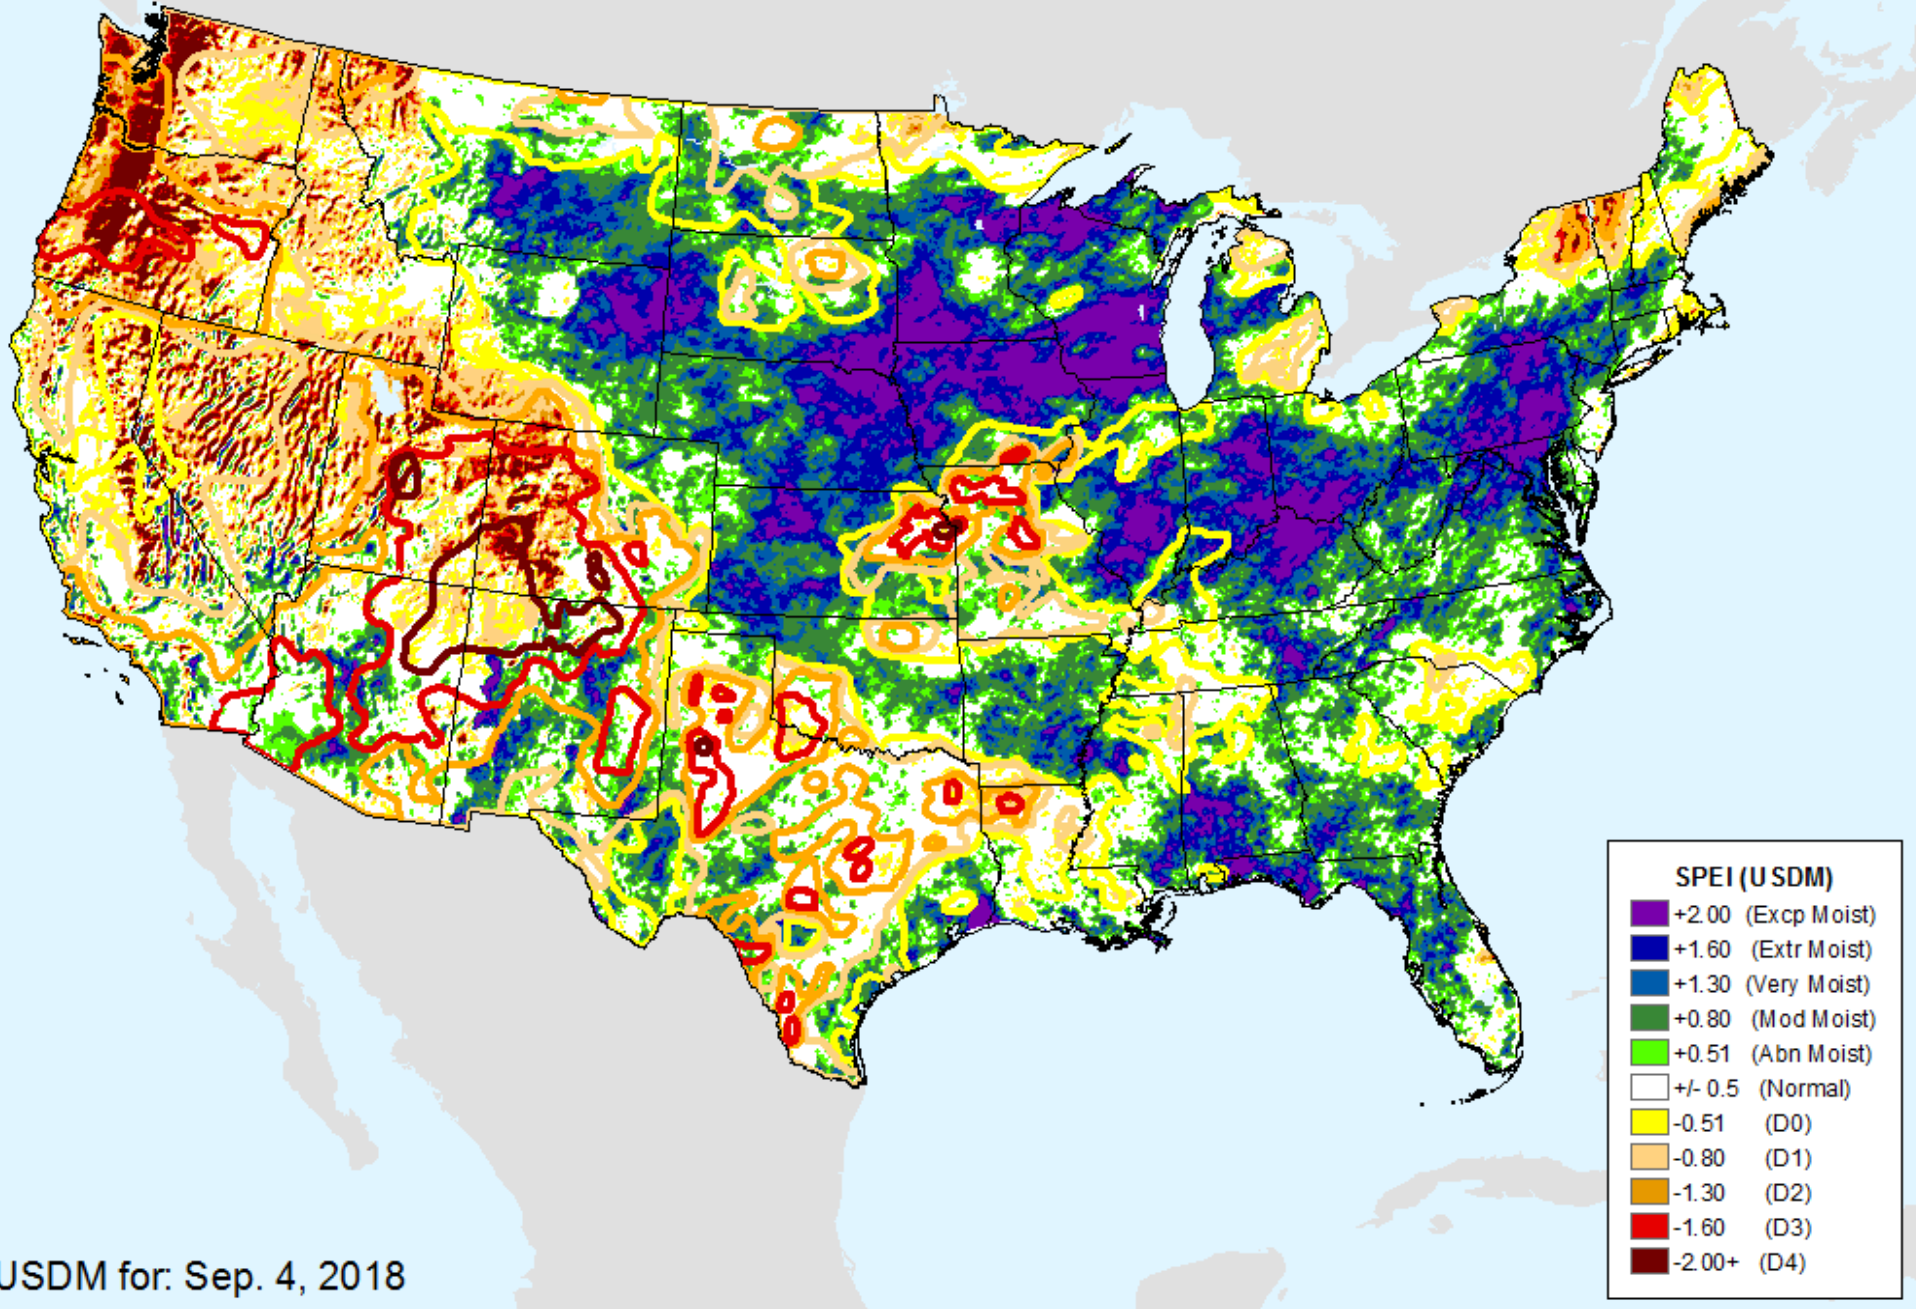 SPEI (USDM)
+2.00 (Excp Moist)
+1.60 (Extr Moist)
+1.30 (Very Moist)
+0.80 (Mod Moist)
+0.51 (Abn Moist)
+/- 0.5 (Normal)
-0.51 (D0)
-0.80 (D1)
-1.30 (D2)
-1.60 (D3)
-2.00+ (D4)
USDM for: Sep. 4, 2018